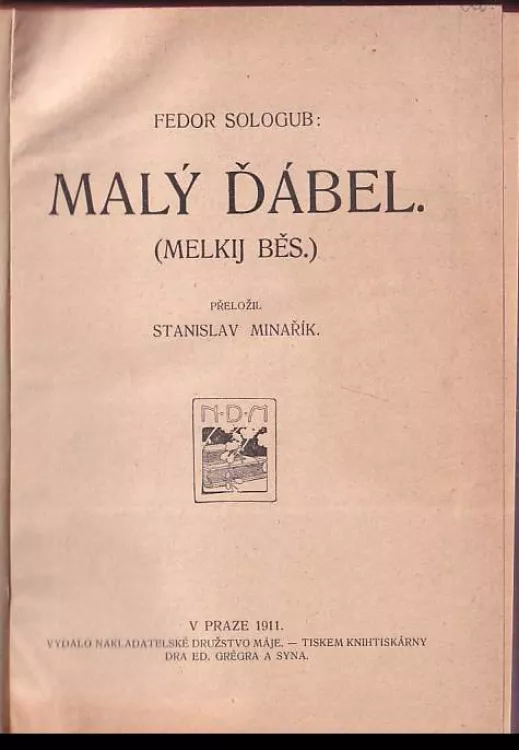 FEDOR SOLOGUB:
MALÝ ĎÁBEL.
(MELKIJ BĚS.)
PŘELOŽIL
STANISLAV MINAŘÍK.
N·D·M
V PRAZE 1911.
VYDALO NAKLADATELSKÉ DRUŽSTVO MÁJE. — TISKEM KNIHTISKÁRNY
DRA ED. GRÉGRA A SYNA.